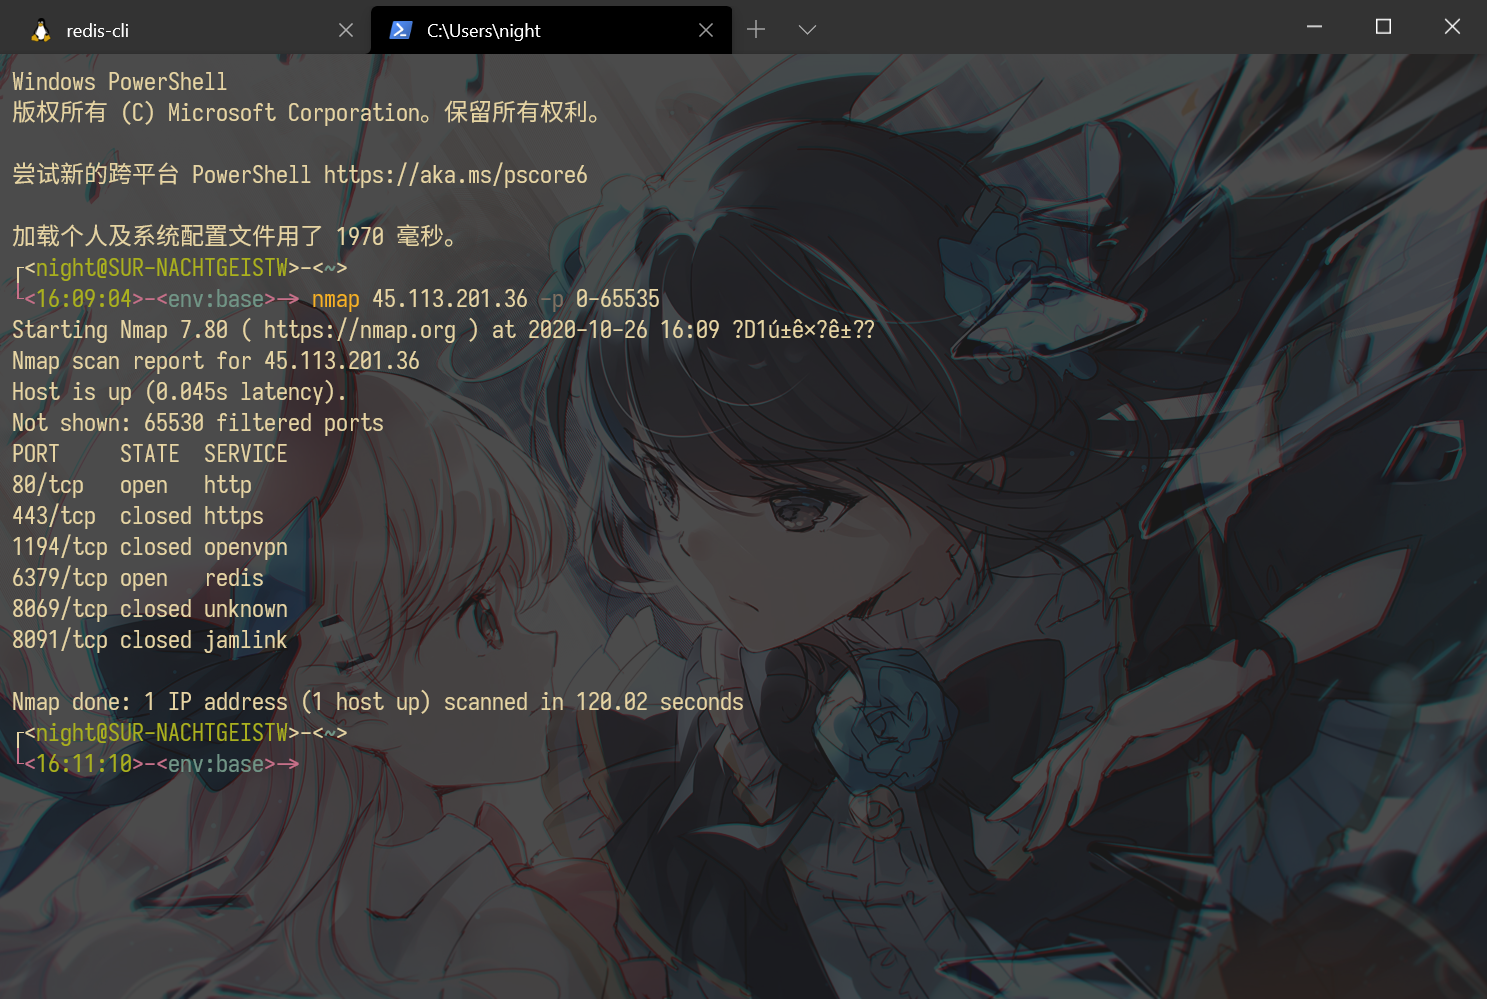 redis-cli
C:\Users\night
Windows PowerShell
版权所有 (C) Microsoft Corporation。保留所有权利。
尝试新的跨平台 PowerShell https://aka.ms/pscore6
加载个人及系统配置文件用了 1970 毫秒。
┌<night@SUR-NACHTGEISTW>-<~>
└<16:09:04>-<env:base>-> nmap 45.113.201.36 -p 0-65535
Starting Nmap 7.80 ( https://nmap.org ) at 2020-10-26 16:09 ?D1ú±ê×?ê±??
Nmap scan report for 45.113.201.36
Host is up (0.045s latency).
Not shown: 65530 filtered ports
PORT     STATE  SERVICE
80/tcp   open   http
443/tcp  closed https
1194/tcp closed openvpn
6379/tcp open   redis
8069/tcp closed unknown
8091/tcp closed jamlink
Nmap done: 1 IP address (1 host up) scanned in 120.02 seconds
┌<night@SUR-NACHTGEISTW>-<~>
└<16:11:10>-<env:base>->